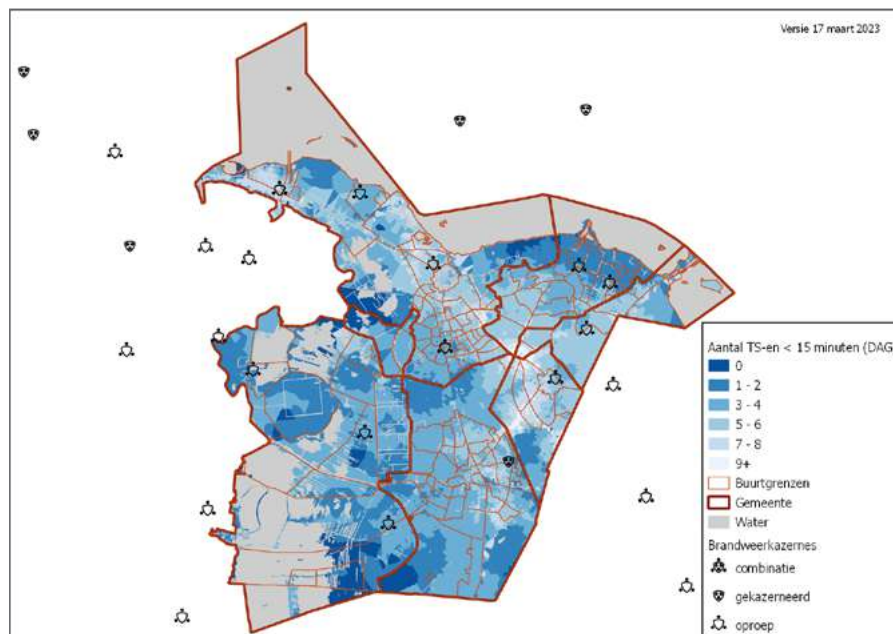 Versie 17 maart 2023
Aantal TS-en < 15 minuten (DAG
0
1 - 2
3 - 4
5 - 6
7 - 8
9+
Buurtgrenzen
Gemeente
Water
Brandweerkazernes
combinatie
gekazerneerd
oproep